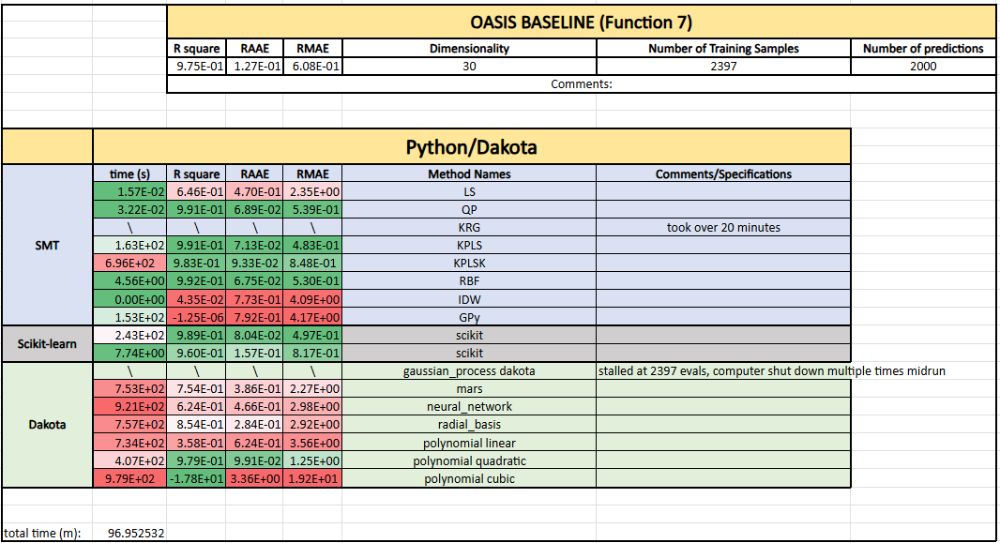 OASIS BASELINE (Function 7)
R square RAAE RMAE Dimensionality Number of Training Samples Number of predictions
9.75E-01 1.27E-01 6.08E-01 30 2397 2000
Comments:
Python/Dakota
SMT
time (s) R square RAAE RMAE Method Names Comments/Specifications
1.57E-02 6.46E-01 4.70E-01 2.35E+00 LS
3.22E-02 9.91E-01 6.89E-02 5.39E-01 QP
\ \ \ \ KRG took over 20 minutes
1.63E+02 9.91E-01 7.13E-02 4.83E-01 KPLS
6.96E+02 9.83E-01 9.33E-02 8.48E-01 KPLSK
4.56E+00 9.92E-01 6.75E-02 5.30E-01 RBF
0.00E+00 4.35E-02 7.73E-01 4.09E+00 IDW
1.53E+02 -1.25E-06 7.92E-01 4.17E+00 GPy
Scikit-learn
2.43E+02 9.89E-01 8.04E-02 4.97E-01 scikit
7.74E+00 9.60E-01 1.57E-01 8.17E-01 scikit
Dakota
\ \ \ \ gaussian_process dakota stalled at 2397 evals, computer shut down multiple times midrun
7.53E+02 7.54E-01 3.86E-01 2.27E+00 mars
9.21E+02 6.24E-01 4.66E-01 2.98E+00 neural_network
7.57E+02 8.54E-01 2.84E-01 2.92E+00 radial_basis
7.34E+02 3.58E-01 6.24E-01 3.56E+00 polynomial linear
4.07E+02 9.79E-01 9.91E-02 1.25E+00 polynomial quadratic
9.79E+02 -1.78E+01 3.36E+00 1.92E+01 polynomial cubic
total time (m): 96.952532